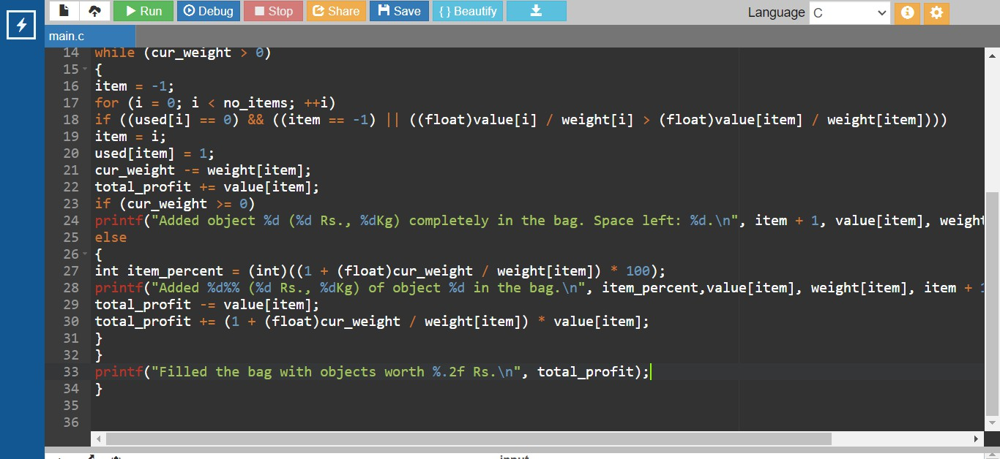 Run Debug Stop Share Save { } Beautify Language C
main.c
14 while (cur_weight > 0)
15 {
16 item = -1;
17 for (i = 0; i < no_items; ++i)
18 if ((used[i] == 0) && ((item == -1) || ((float)value[i] / weight[i] > (float)value[item] / weight[item])))
19 item = i;
20 used[item] = 1;
21 cur_weight -= weight[item];
22 total_profit += value[item];
23 if (cur_weight >= 0)
24 printf("Added object %d (%d Rs., %dKg) completely in the bag. Space left: %d.\n", item + 1, value[item], weight
25 else
26 {
27 int item_percent = (int)((1 + (float)cur_weight / weight[item]) * 100);
28 printf("Added %d%% (%d Rs., %dKg) of object %d in the bag.\n", item_percent,value[item], weight[item], item + 1
29 total_profit -= value[item];
30 total_profit += (1 + (float)cur_weight / weight[item]) * value[item];
31 }
32 }
33 printf("Filled the bag with objects worth %.2f Rs.\n", total_profit);
34 }
35
36
input